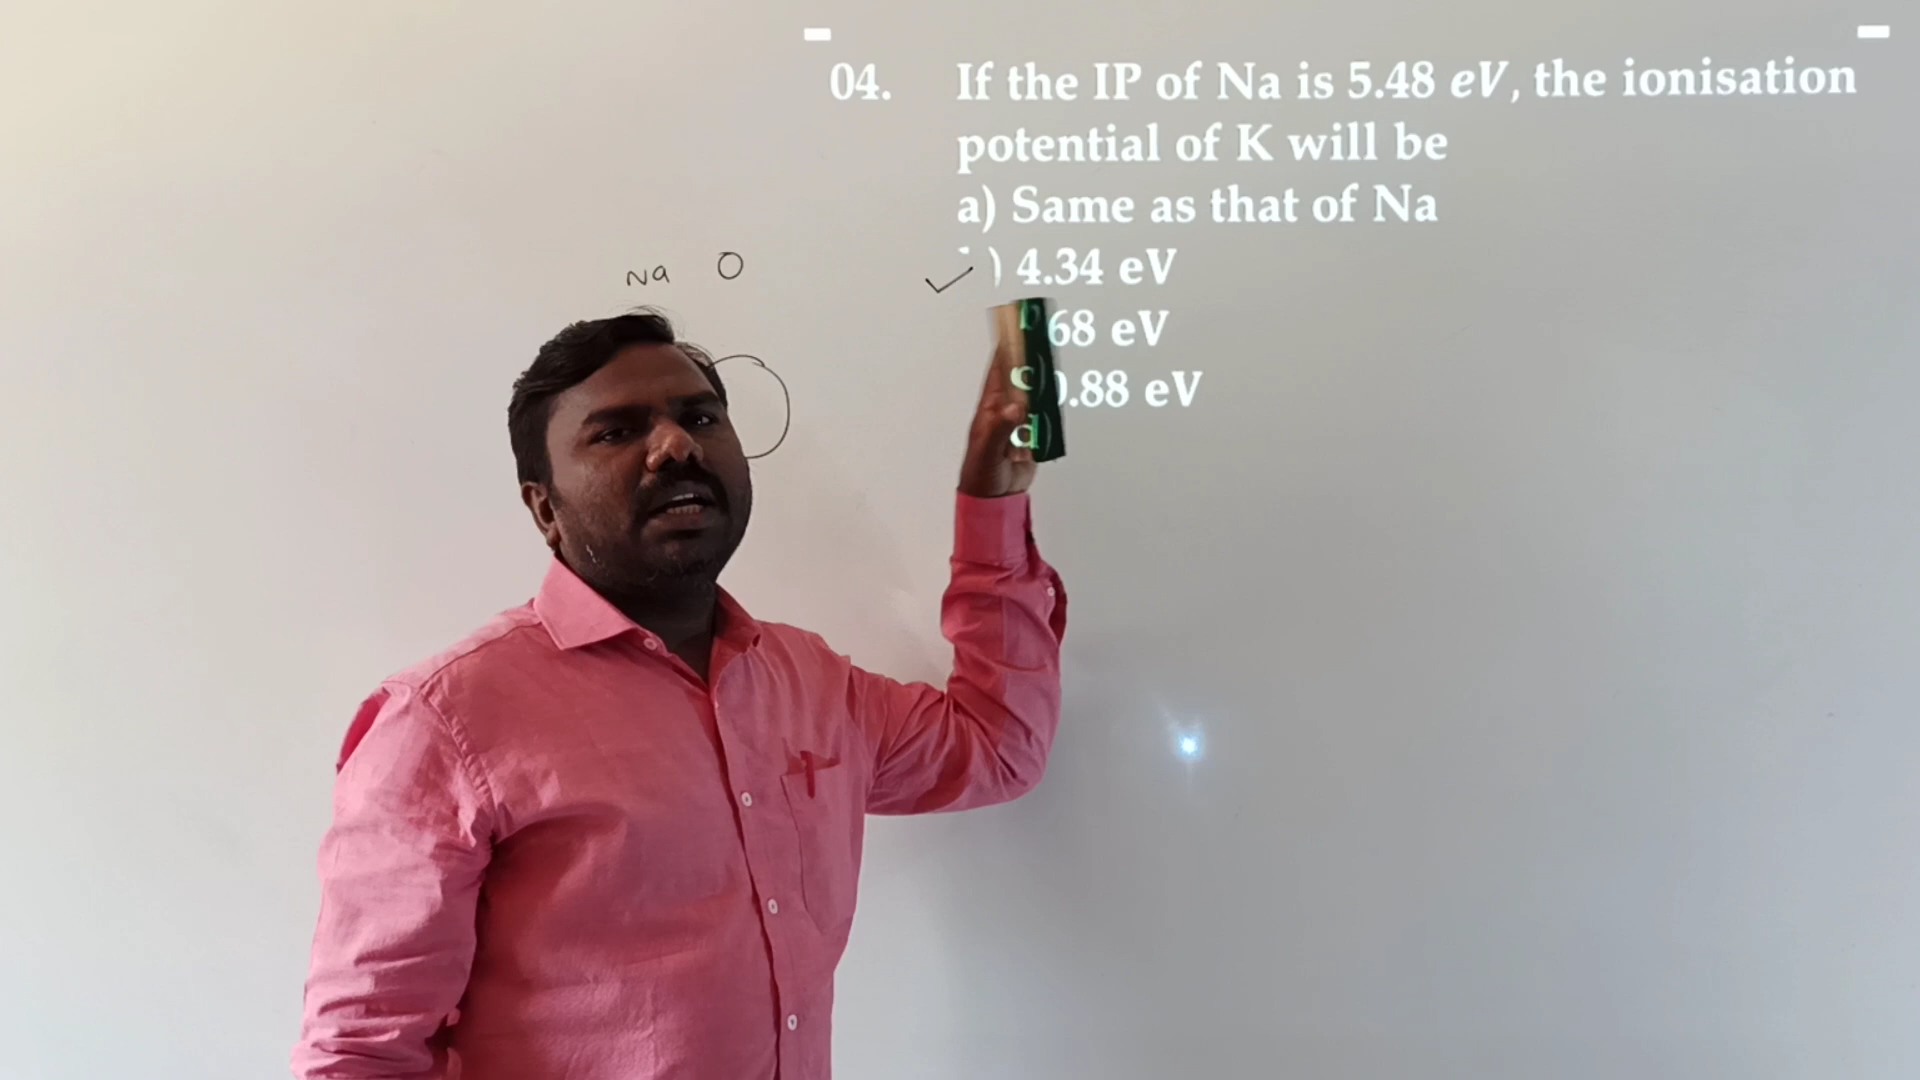 04. If the IP of Na is 5.48 eV, the ionisation
potential of K will be
a) Same as that of Na
) 4.34 eV
b 68 eV
c) .88 eV
d)
Na O